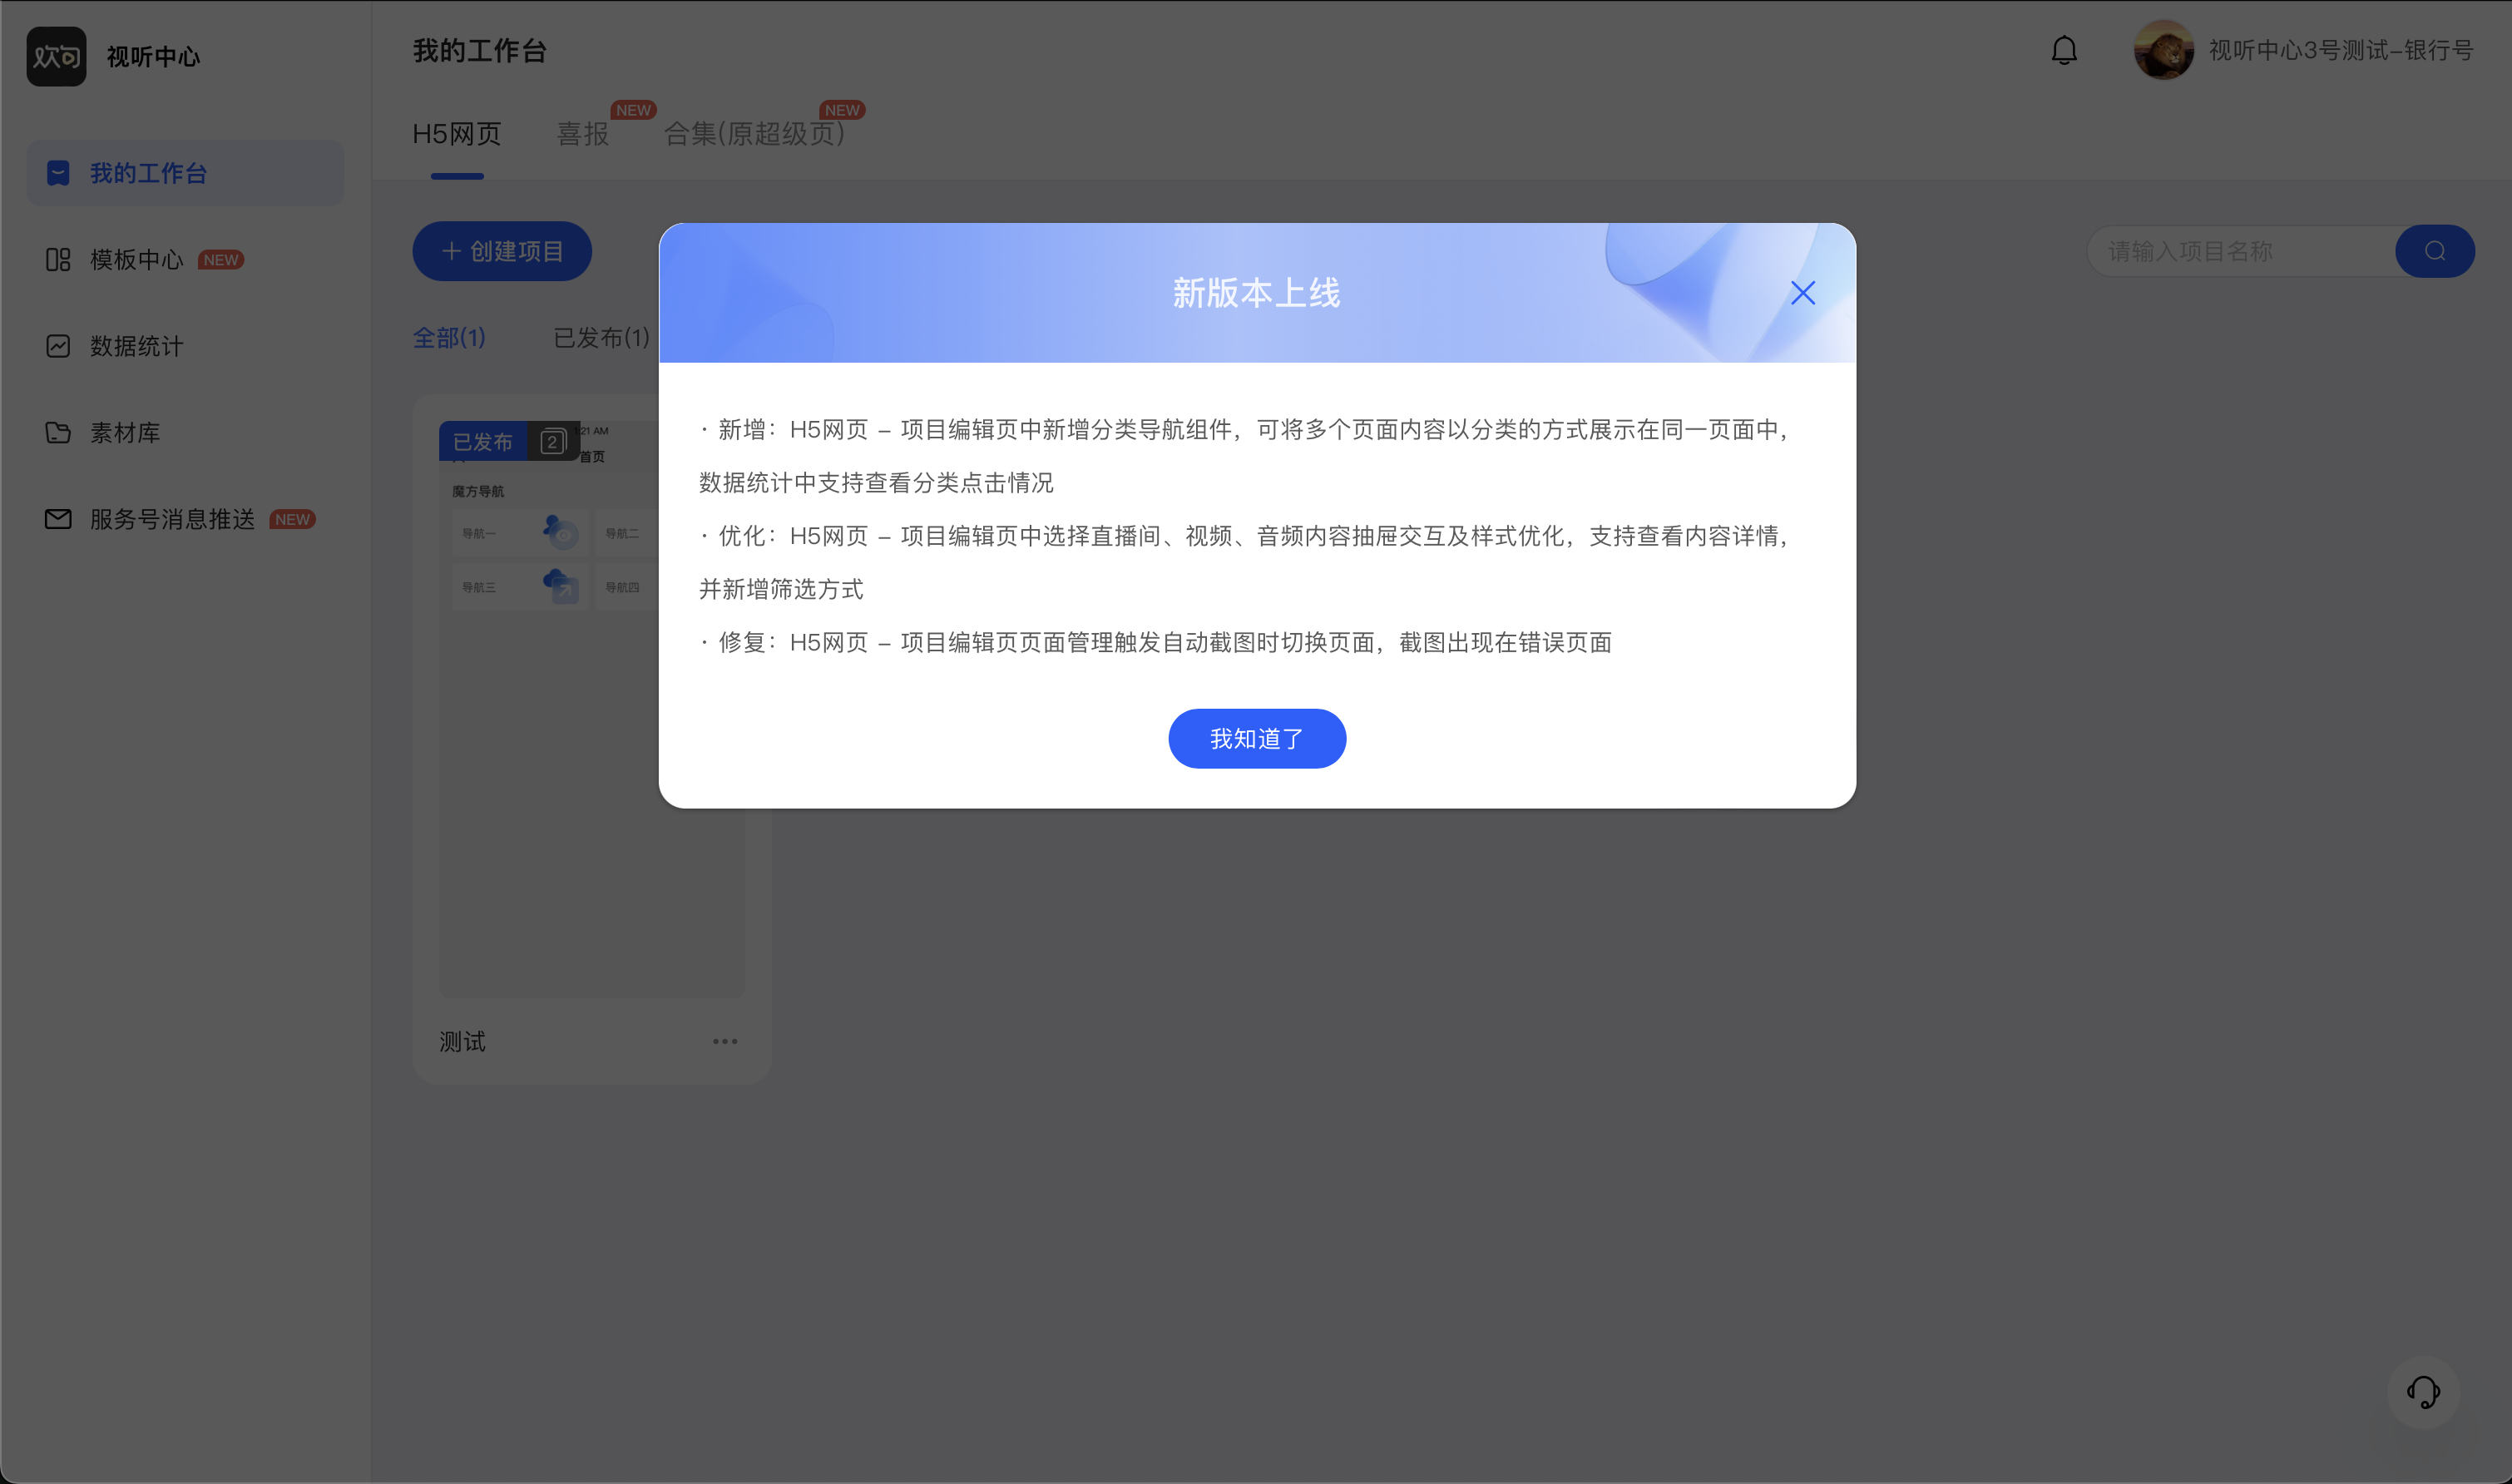 欢句
视听中心
我的工作台
模板中心 NEW
数据统计
素材库
服务号消息推送 NEW
我的工作台
视听中心3号测试-银行号
H5网页
喜报 NEW
合集(原超级页) NEW
+ 创建项目
请输入项目名称
全部(1)
已发布(1)
已发布 2
:21 AM
首页
魔方导航
导航一
导航二
导航三
导航四
测试
新版本上线
· 新增：H5网页 – 项目编辑页中新增分类导航组件，可将多个页面内容以分类的方式展示在同一页面中，
数据统计中支持查看分类点击情况
· 优化：H5网页 – 项目编辑页中选择直播间、视频、音频内容抽屉交互及样式优化，支持查看内容详情，
并新增筛选方式
· 修复：H5网页 – 项目编辑页页面管理触发自动截图时切换页面，截图出现在错误页面
我知道了